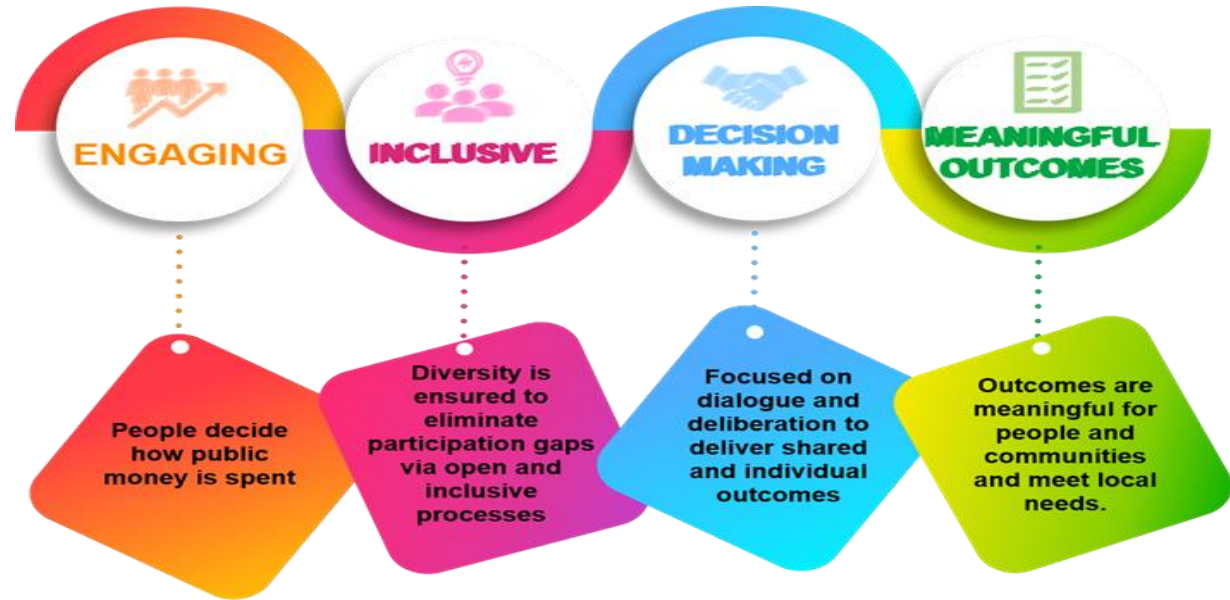 ENGAGING
INCLUSIVE
DECISION
MAKING
MEANINGFUL
OUTCOMES
People decide
how public
money is spent
Diversity is
ensured to
eliminate
participation gaps
via open and
inclusive
processes
Focused on
dialogue and
deliberation to
deliver shared
and individual
outcomes
Outcomes are
meaningful for
people and
communities
and meet local
needs.